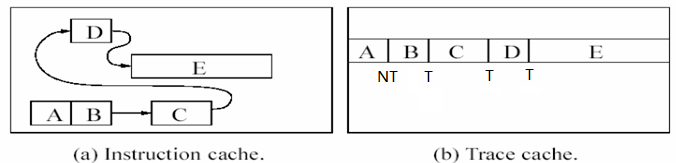 D
E
A B C
(a) Instruction cache.
A B C D E
NT T T T
(b) Trace cache.